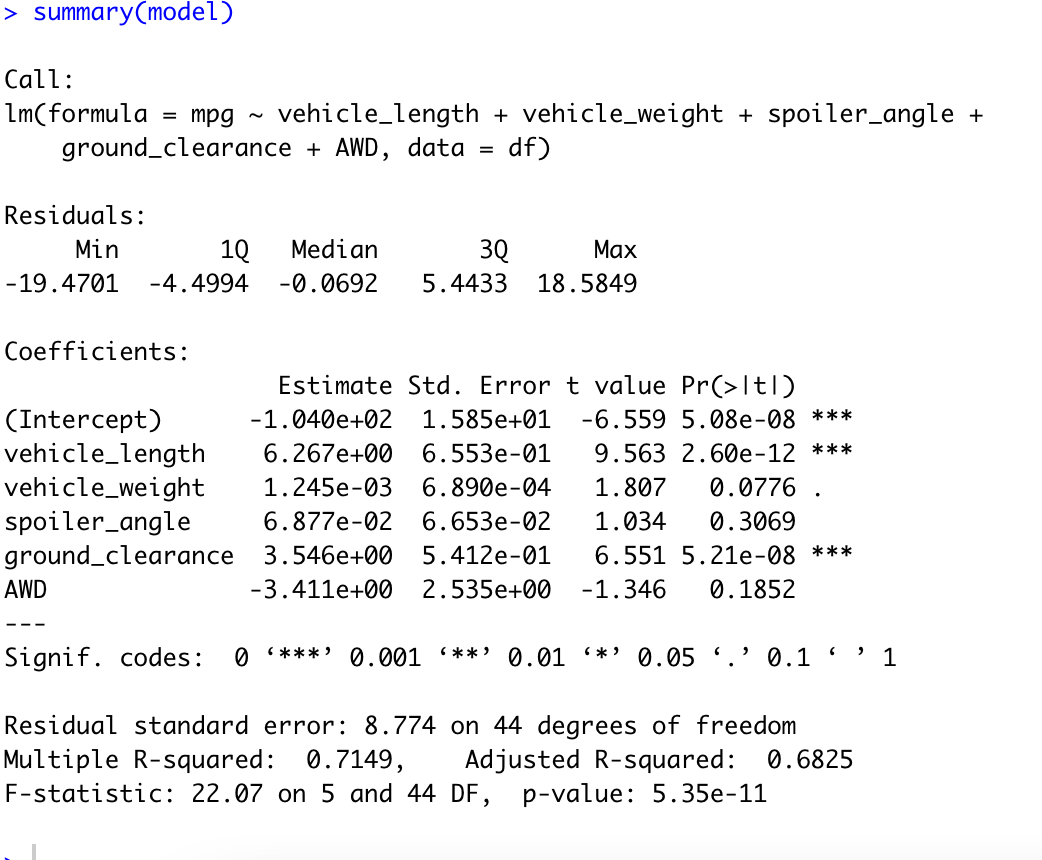 > summary(model)
Call:
lm(formula = mpg ~ vehicle_length + vehicle_weight + spoiler_angle +
    ground_clearance + AWD, data = df)
Residuals:
     Min       1Q   Median       3Q      Max
-19.4701  -4.4994  -0.0692   5.4433  18.5849
Coefficients:
                   Estimate Std. Error t value Pr(>|t|)
(Intercept)      -1.040e+02  1.585e+01  -6.559 5.08e-08 ***
vehicle_length    6.267e+00  6.553e-01   9.563 2.60e-12 ***
vehicle_weight    1.245e-03  6.890e-04   1.807   0.0776 .
spoiler_angle     6.877e-02  6.653e-02   1.034   0.3069
ground_clearance  3.546e+00  5.412e-01   6.551 5.21e-08 ***
AWD              -3.411e+00  2.535e+00  -1.346   0.1852
---
Signif. codes:  0 ‘***’ 0.001 ‘**’ 0.01 ‘*’ 0.05 ‘.’ 0.1 ‘ ’ 1
Residual standard error: 8.774 on 44 degrees of freedom
Multiple R-squared:  0.7149,    Adjusted R-squared:  0.6825
F-statistic: 22.07 on 5 and 44 DF,  p-value: 5.35e-11
>